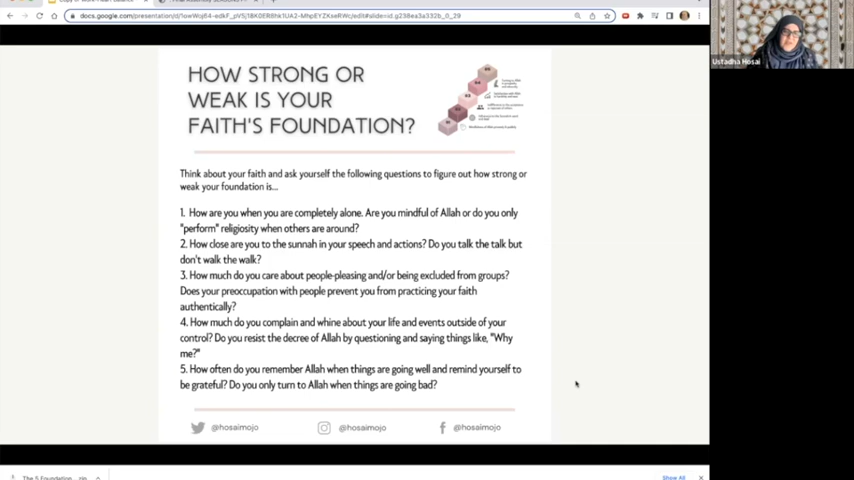 docs.google.com
Ustadha Hosai
HOW STRONG OR
WEAK IS YOUR
FAITH'S FOUNDATION?
Think about your faith and ask yourself the following questions to figure out how strong or
weak your foundation is...
1. How are you when you are completely alone. Are you mindful of Allah or do you only
"perform" religiosity when others are around?
2. How close are you to the sunnah in your speech and actions? Do you talk the talk but
don't walk the walk?
3. How much do you care about people-pleasing and/or being excluded from groups?
Does your preoccupation with people prevent you from practicing your faith
authentically?
4. How much do you complain and whine about your life and events outside of your
control? Do you resist the decree of Allah by questioning and saying things like, "Why
me?"
5. How often do you remember Allah when things are going well and remind yourself to
be grateful? Do you only turn to Allah when things are going bad?
@hosaimojo
@hosaimojo
@hosaimojo
The 5 Foundation....zip
Show All